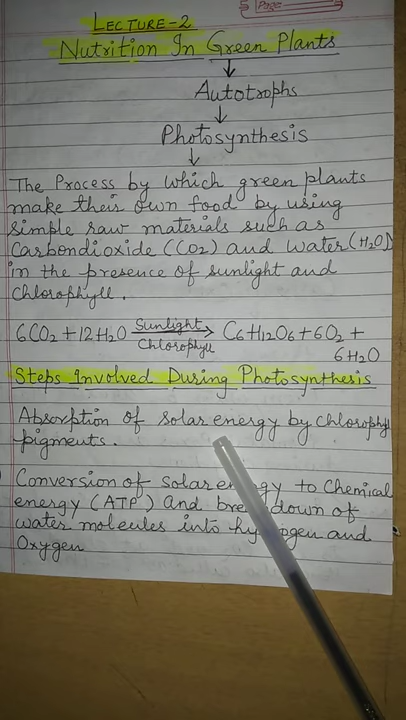 Page
LECTURE-2
Nutrition In Green Plants
Autotrophs
Photosynthesis
The Process by which green plants
make their own food by using
simple raw materials such as
Carbondioxide (CO2) and Water (H2O)
in the presence of sunlight and
Chlorophyll.
6CO2 + 12H2O Sunlight Chlorophyll → C6H12O6 + 6O2 +
6H2O
Steps Involved During Photosynthesis
Absorption of solar energy by Chlorophyll
pigments.
Conversion of Solar energy to Chemical
energy (ATP) and breakdown of
water molecules into hydrogen and
Oxygen